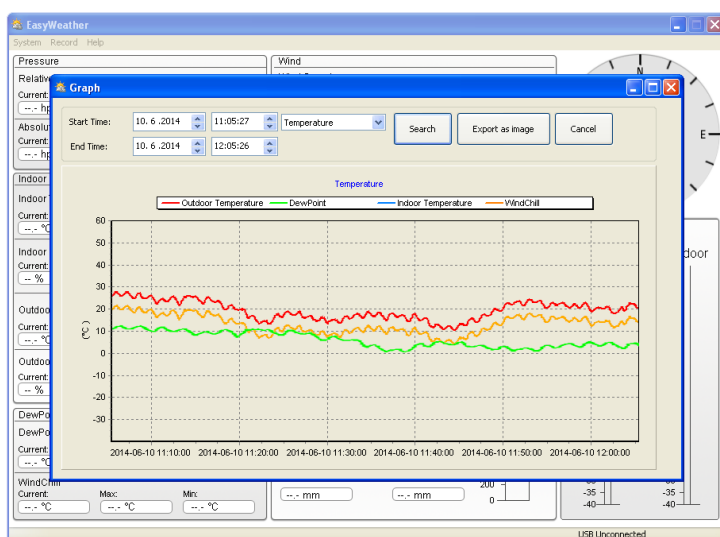 EasyWeather
System Record Help
Pressure
Wind
Relativ
Current:
--.- hp
Absolu
Current:
--.- hp
Indoor
Indoor
Current:
--.- °C
Indoor
Current:
-- %
Outdoo
Current:
--.- °C
Outdoo
Current:
-- %
DewPo
DewPo
Current:
--.- °C
WindChill
Current: Max: Min:
--.- °C --.- °C --.- °C
N
E
door
Graph
Start Time: 10. 6 .2014 11:05:27 Temperature Search Export as image Cancel
End Time: 10. 6 .2014 12:05:26
Temperature
Outdoor Temperature DewPoint Indoor Temperature WindChill
60
50
40
30
20
10
0
-10
-20
-30
(°C)
2014-06-10 11:10:00 2014-06-10 11:20:00 2014-06-10 11:30:00 2014-06-10 11:40:00 2014-06-10 11:50:00 2014-06-10 12:00:00
--.- mm --.- mm
200
0
-35 -35
-40 -40
USB Unconnected